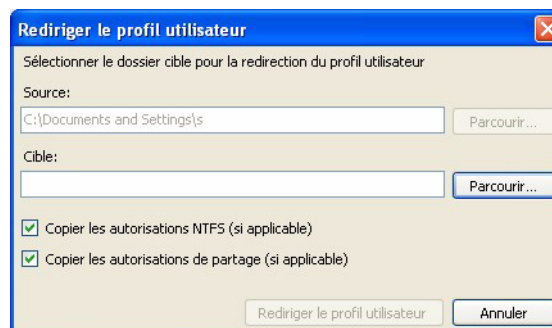 Rediriger le profil utilisateur
Sélectionner le dossier cible pour la redirection du profil utilisateur
Source:
C:\Documents and Settings\s
Parcourir...
Cible:
Parcourir...
Copier les autorisations NTFS (si applicable)
Copier les autorisations de partage (si applicable)
Rediriger le profil utilisateur
Annuler